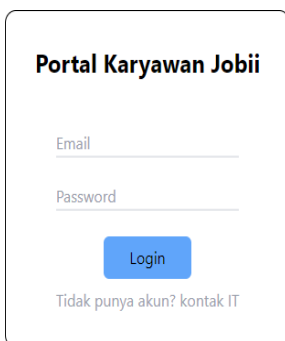 Portal Karyawan Jobii
Email
Password
Login
Tidak punya akun? kontak IT